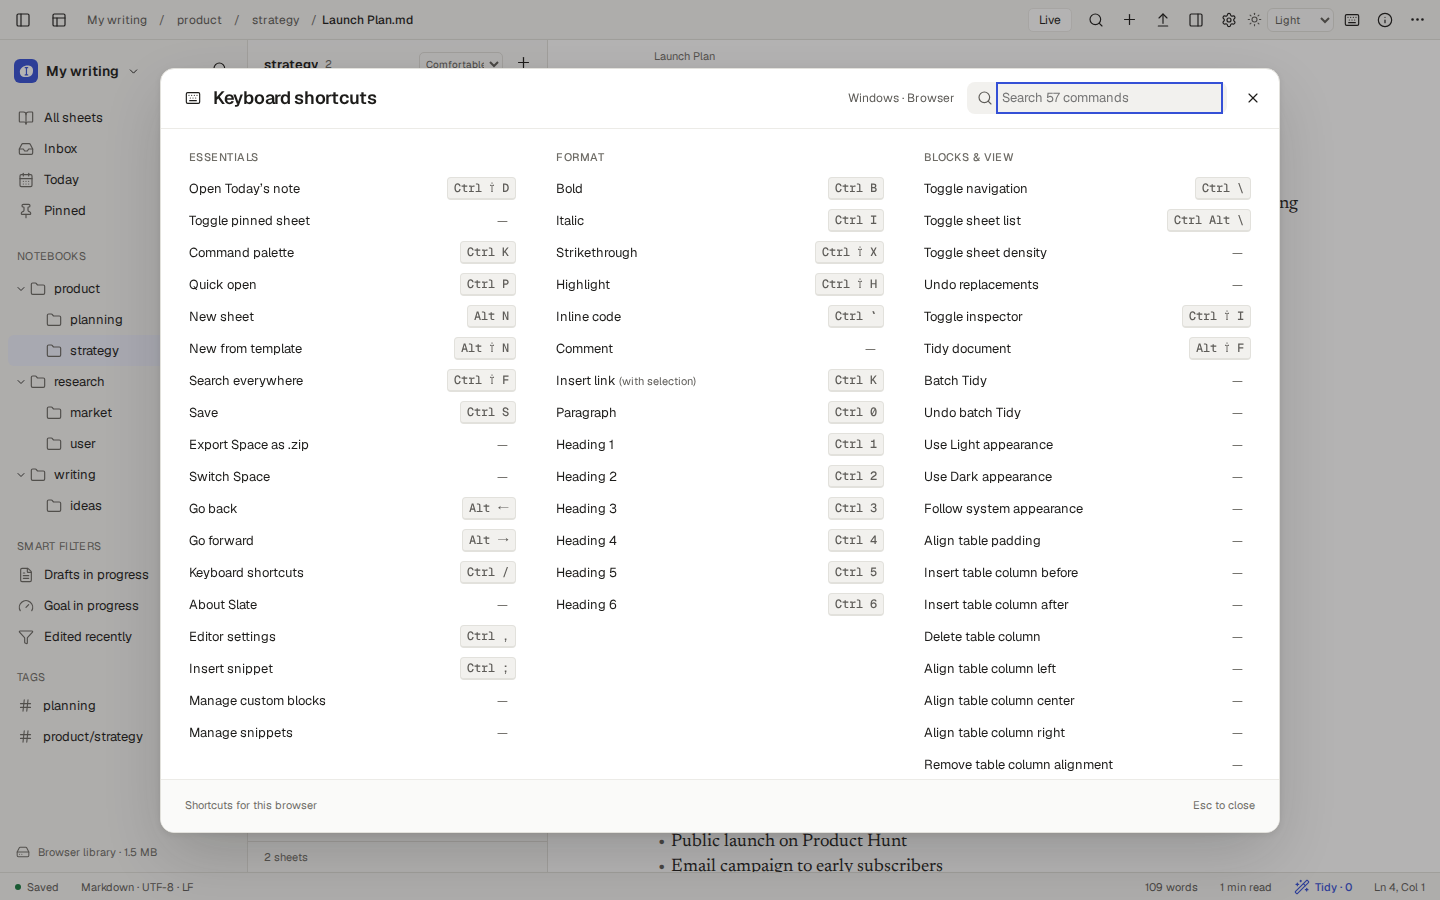 My writing / product / strategy / Launch Plan.md
Live
Light
My writing
strategy 2
Launch Plan
All sheets
Inbox
Today
Pinned
NOTEBOOKS
product
planning
strategy
research
market
user
writing
ideas
SMART FILTERS
Drafts in progress
Goal in progress
Edited recently
TAGS
# planning
# product/strategy
Browser library · 1.5 MB
Keyboard shortcuts
Windows · Browser
Search 57 commands
ESSENTIALS
Open Today's note Ctrl ⇧ D
Toggle pinned sheet —
Command palette Ctrl K
Quick open Ctrl P
New sheet Alt N
New from template Alt ⇧ N
Search everywhere Ctrl ⇧ F
Save Ctrl S
Export Space as .zip —
Switch Space —
Go back Alt ←
Go forward Alt →
Keyboard shortcuts Ctrl /
About Slate —
Editor settings Ctrl ,
Insert snippet Ctrl ;
Manage custom blocks —
Manage snippets —
FORMAT
Bold Ctrl B
Italic Ctrl I
Strikethrough Ctrl ⇧ X
Highlight Ctrl ⇧ H
Inline code Ctrl `
Comment —
Insert link (with selection) Ctrl K
Paragraph Ctrl 0
Heading 1 Ctrl 1
Heading 2 Ctrl 2
Heading 3 Ctrl 3
Heading 4 Ctrl 4
Heading 5 Ctrl 5
Heading 6 Ctrl 6
BLOCKS & VIEW
Toggle navigation Ctrl \
Toggle sheet list Ctrl Alt \
Toggle sheet density —
Undo replacements —
Toggle inspector Ctrl ⇧ I
Tidy document Alt ⇧ F
Batch Tidy —
Undo batch Tidy —
Use Light appearance —
Use Dark appearance —
Follow system appearance —
Align table padding —
Insert table column before —
Insert table column after —
Delete table column —
Align table column left —
Align table column center —
Align table column right —
Remove table column alignment —
Shortcuts for this browser
Esc to close
ng
• Public launch on Product Hunt
• Email campaign to early subscribers
2 sheets
Saved
Markdown · UTF-8 · LF
109 words
1 min read
Tidy · 0
Ln 4, Col 1